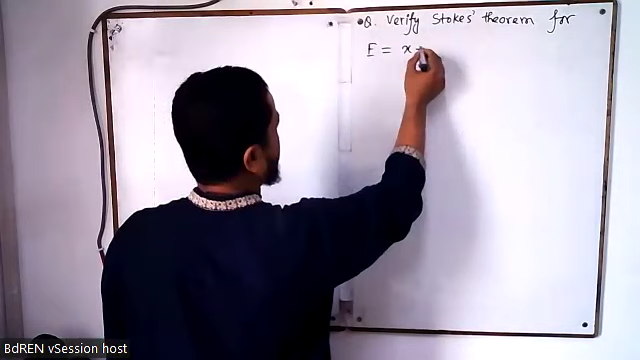 Q. Verify Stokes' theorem for
F = x
BdREN vSession host